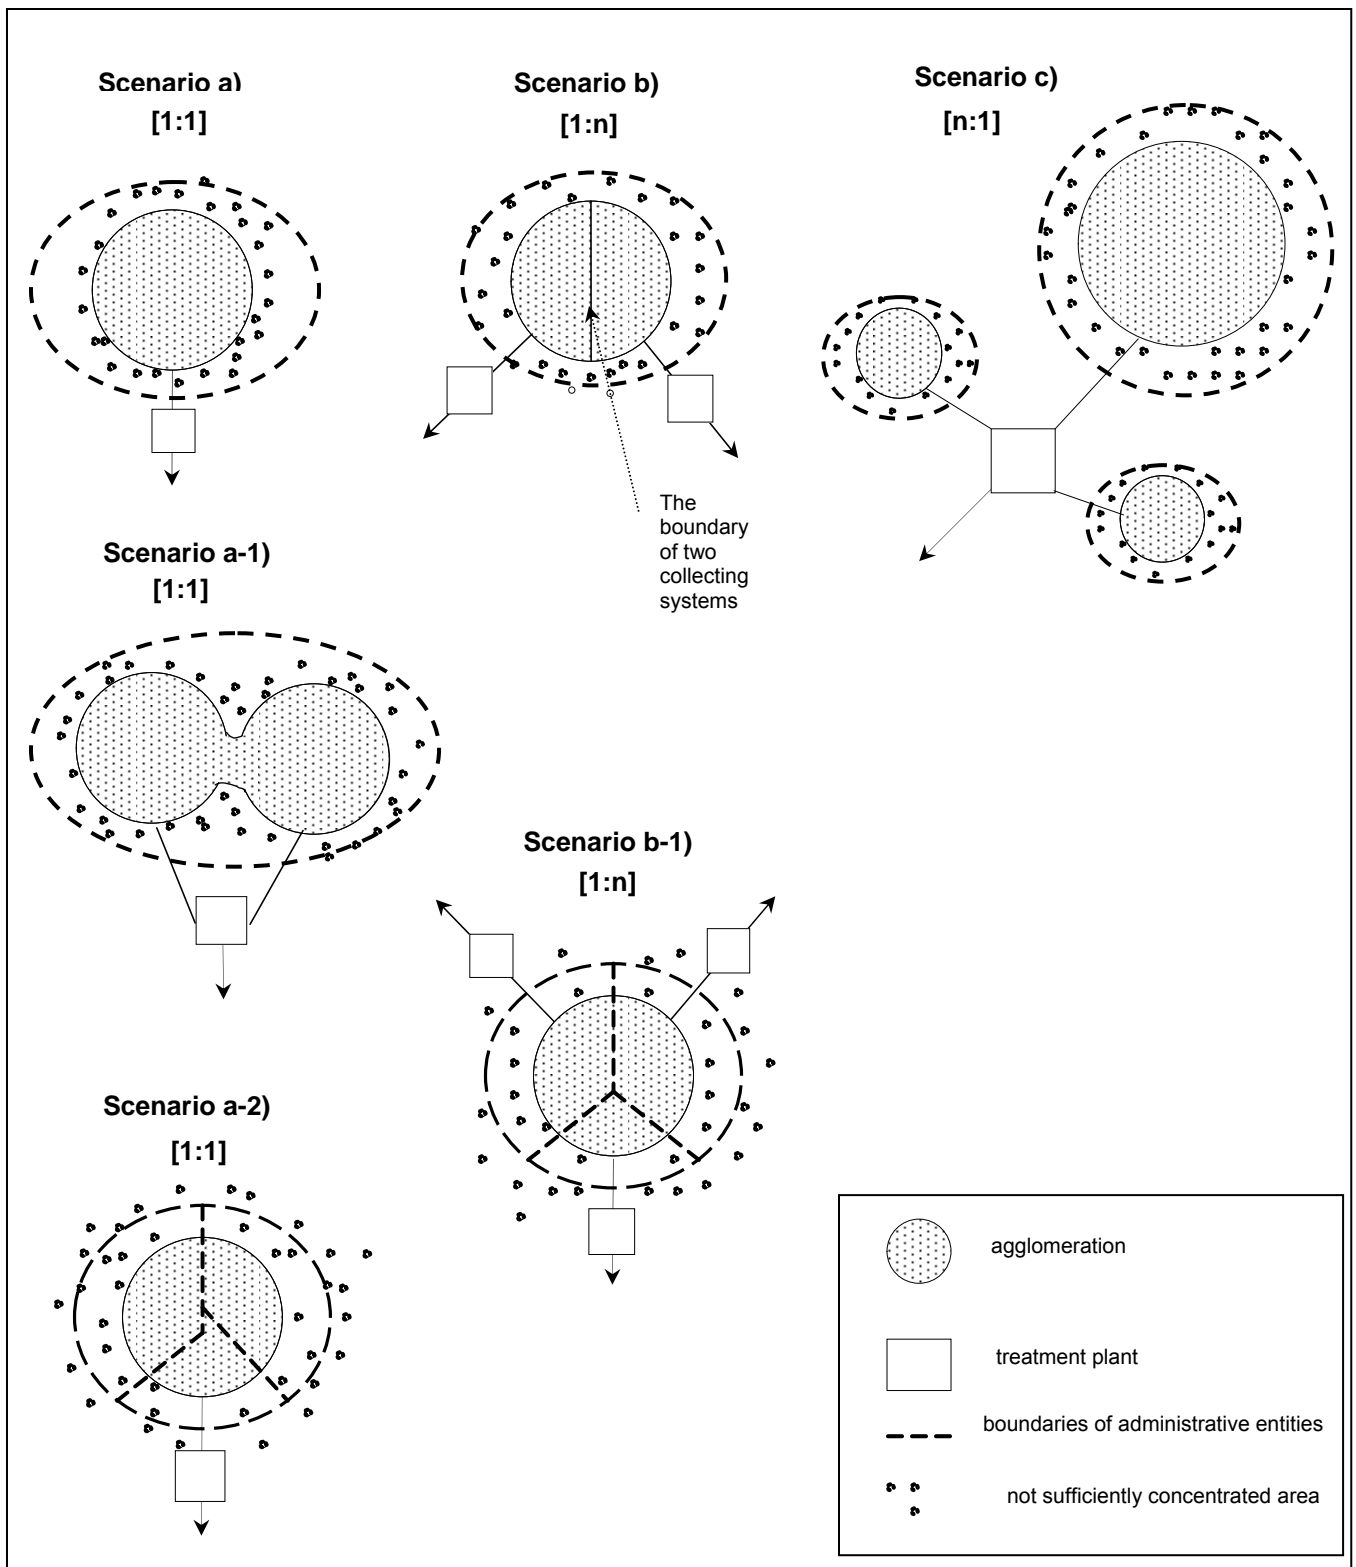 Scenario a)
[1:1]
Scenario b)
[1:n]
Scenario c)
[n:1]
The
boundary
of two
collecting
systems
Scenario a-1)
[1:1]
Scenario b-1)
[1:n]
Scenario a-2)
[1:1]
agglomeration
treatment plant
boundaries of administrative entities
not sufficiently concentrated area